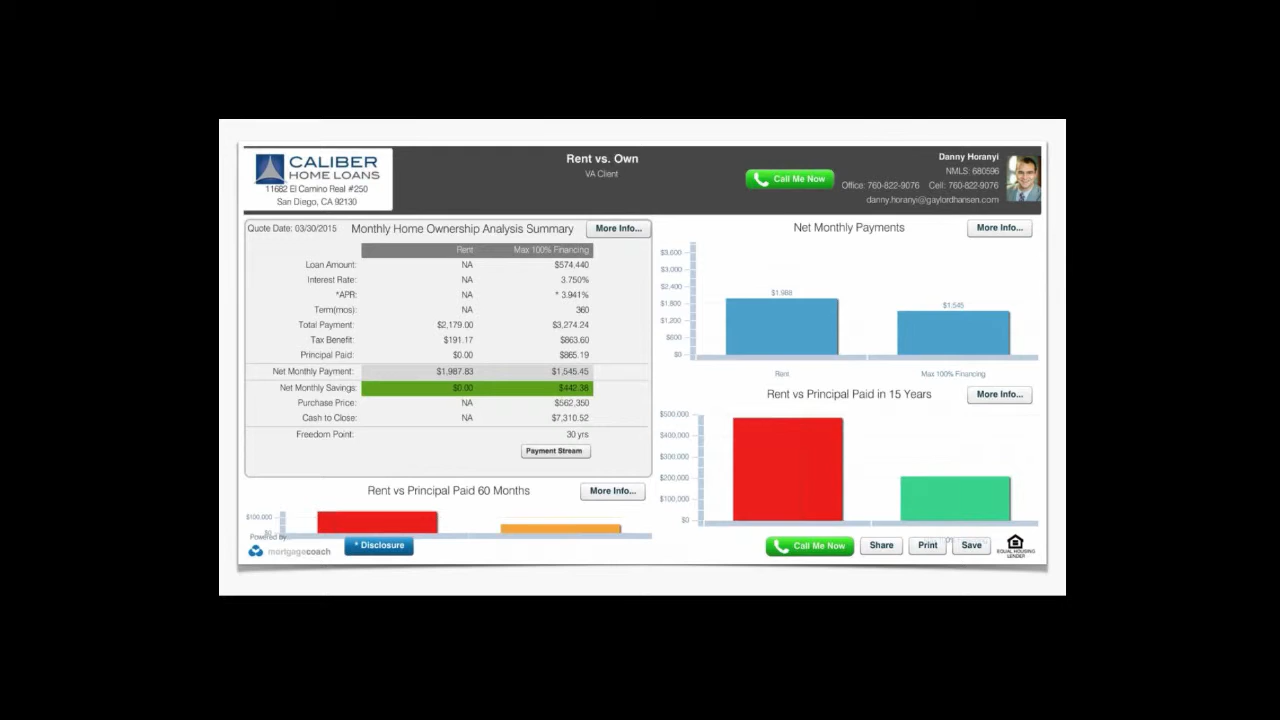 CALIBER
HOME LOANS
11682 El Camino Real #250
San Diego, CA 92130
Rent vs. Own
VA Client
Call Me Now
Danny Horanyi
NMLS: 680596
Office: 760-822-9076 Cell: 760-822-9076
danny.horanyi@gaylordhansen.com
Quote Date: 03/30/2015 Monthly Home Ownership Analysis Summary More Info...
Rent Max 100% Financing
Loan Amount: NA $574,440
Interest Rate: NA 3.750%
*APR: NA * 3.941%
Term(mos): NA 360
Total Payment: $2,179.00 $3,274.24
Tax Benefit: $191.17 $863.60
Principal Paid: $0.00 $865.19
Net Monthly Payment: $1,987.83 $1,545.45
Net Monthly Savings: $0.00 $442.38
Purchase Price: NA $562,350
Cash to Close: NA $7,310.52
Freedom Point: 30 yrs
Payment Stream
Rent vs Principal Paid 60 Months More Info...
$100,000
$0
Powered by
mortgagecoach
* Disclosure
Net Monthly Payments More Info...
$3,600
$3,000
$2,400
$1,800
$1,200
$600
$0
$1,988
$1,545
Rent Max 100% Financing
Rent vs Principal Paid in 15 Years More Info...
$500,000
$400,000
$300,000
$200,000
$100,000
$0
Call Me Now Share Print Save
EQUAL HOUSING
LENDER